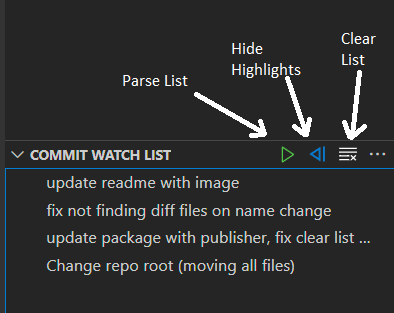 Clear
List
Hide
Highlights
Parse List
COMMIT WATCH LIST
update readme with image
fix not finding diff files on name change
update package with publisher, fix clear list ...
Change repo root (moving all files)